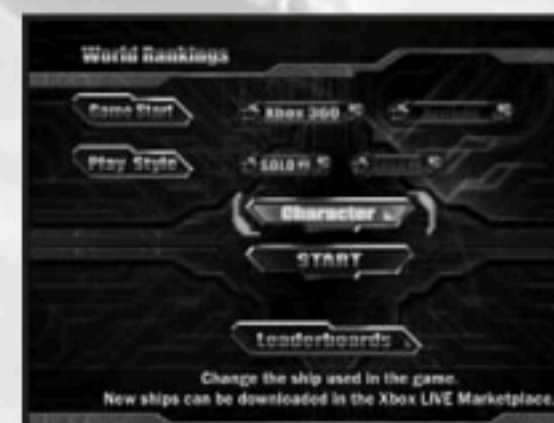 World Rankings
Game Start Xbox 360
Play Style SOLO
Character
START
Leaderboards
Change the ship used in the game.
New ships can be downloaded in the Xbox LIVE Marketplace.